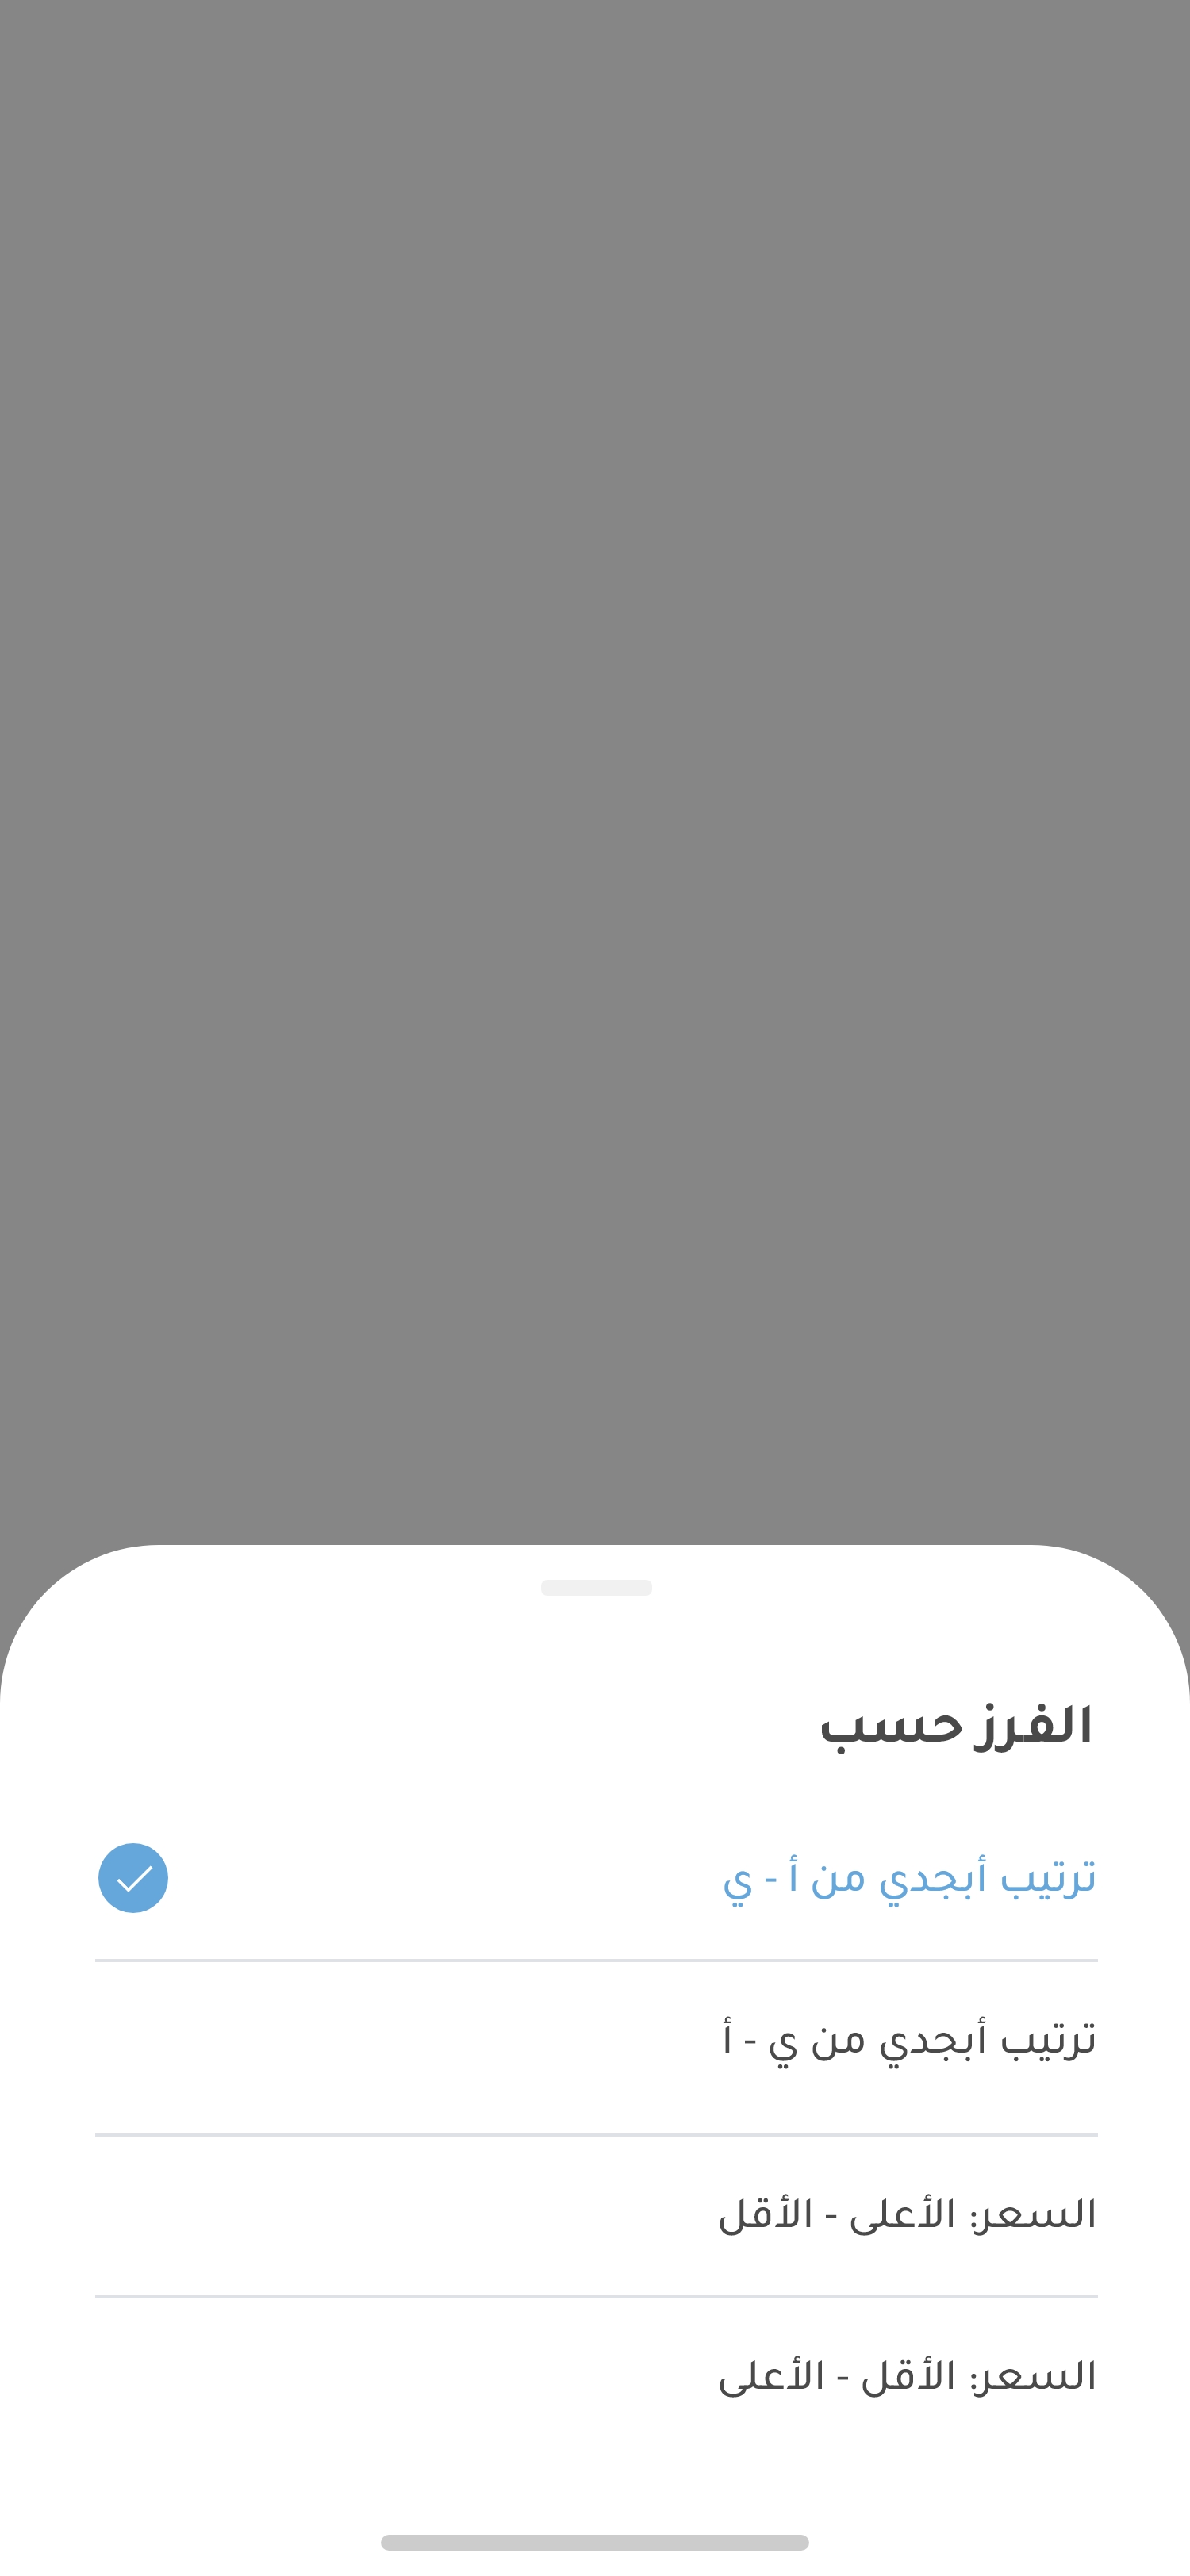 الفرز حسب
ترتيب أبجدي من أ - ي
ترتيب أبجدي من ي - أ
السعر: الأعلى - الأقل
السعر: الأقل - الأعلى